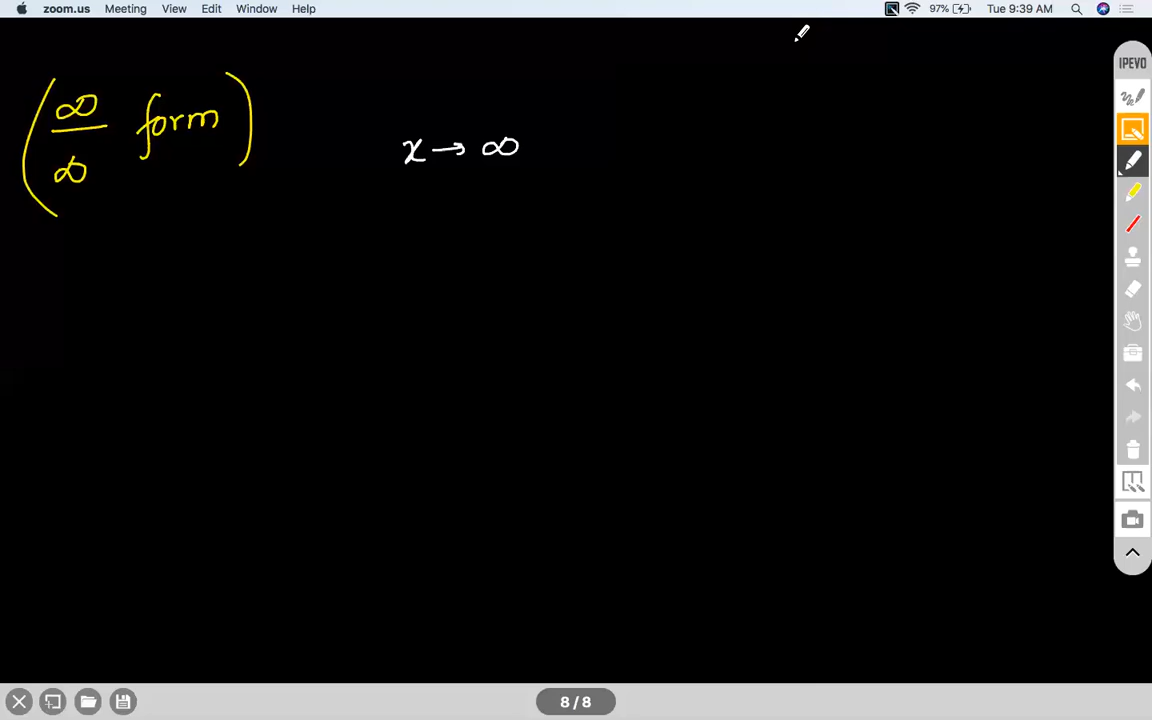 zoom.us Meeting View Edit Window Help 97% Tue 9:39 AM
IPEVO
(∞/∞ form)
x → ∞
8 / 8